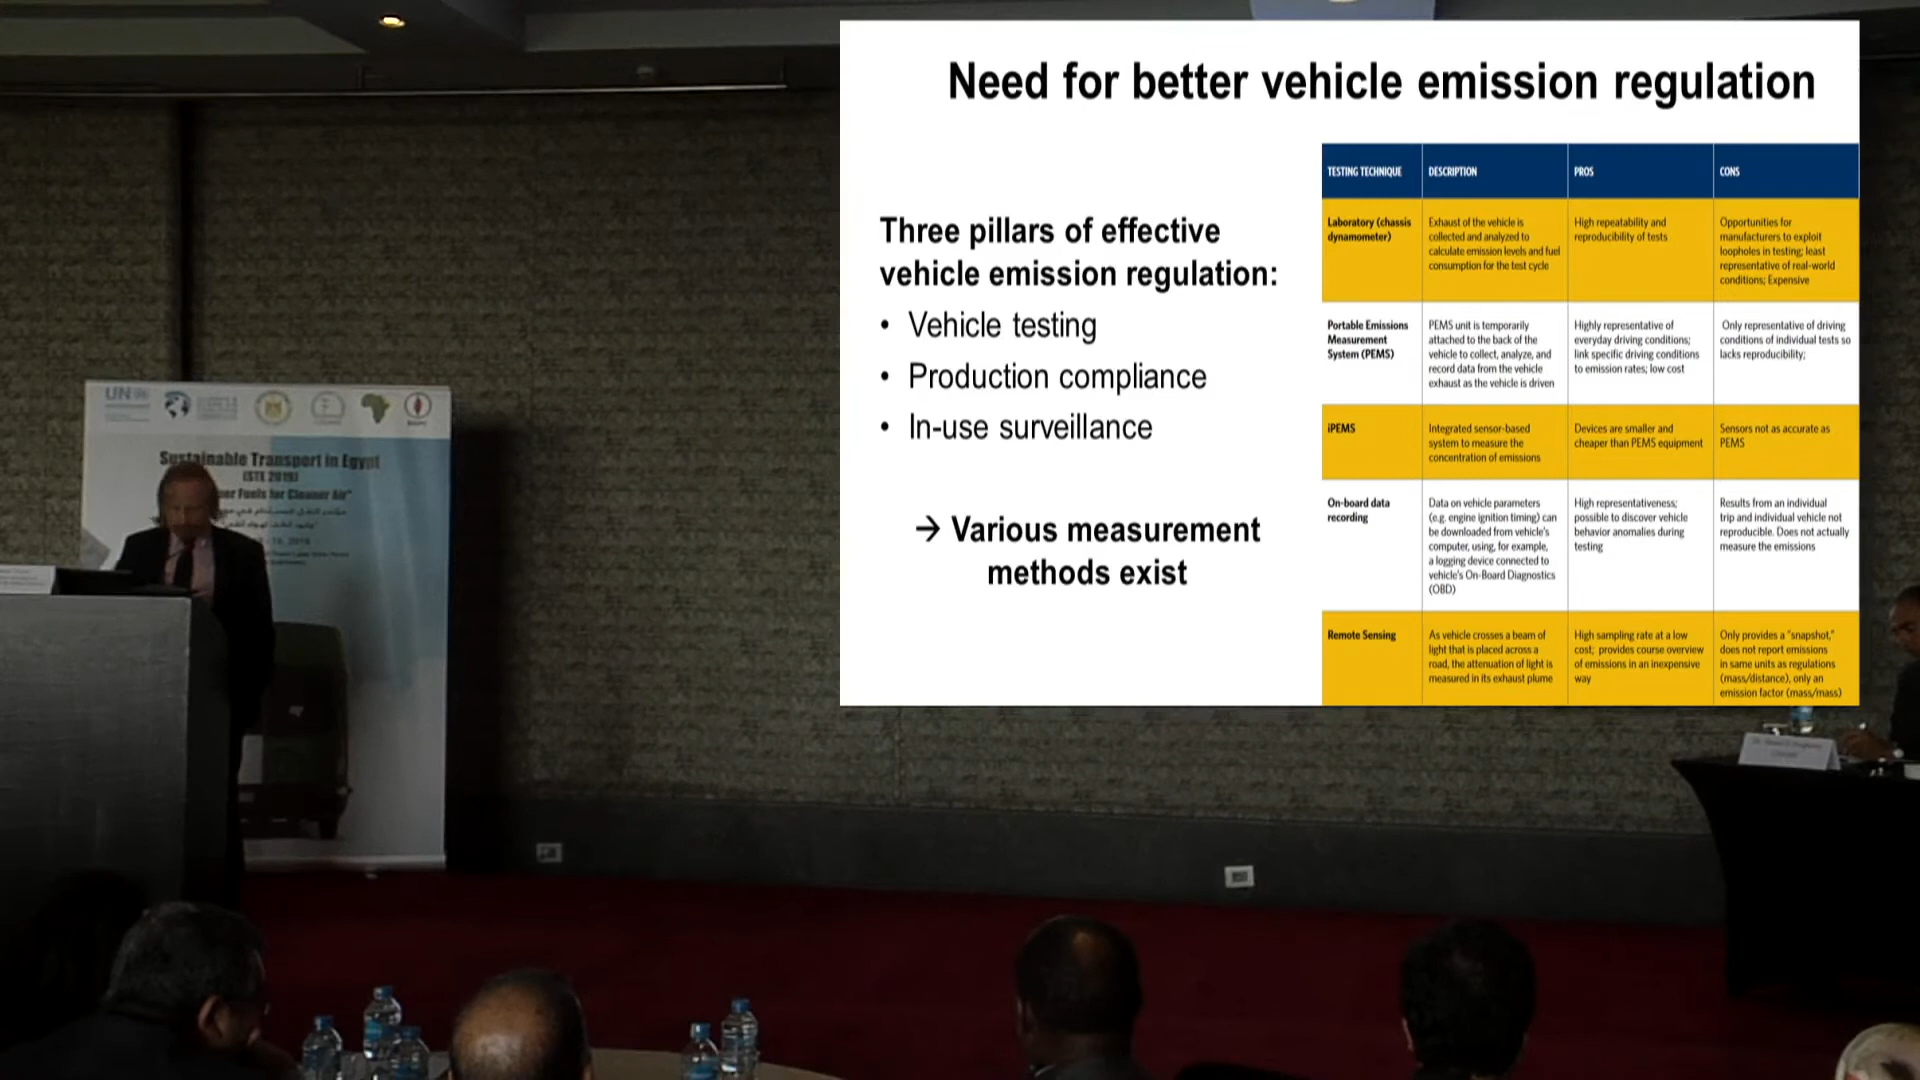 Need for better vehicle emission regulation
Three pillars of effective
vehicle emission regulation:
• Vehicle testing
• Production compliance
• In-use surveillance
→ Various measurement
methods exist
TESTING TECHNIQUE
DESCRIPTION
PROS
CONS
Laboratory (chassis
dynamometer)
Exhaust of the vehicle is
collected and analyzed to
calculate emission levels and fuel
consumption for the test cycle
High repeatability and
reproducibility of tests
Opportunities for
manufacturers to exploit
loopholes in testing; least
representative of real-world
conditions; Expensive
Portable Emissions
Measurement
System (PEMS)
PEMS unit is temporarily
attached to the back of the
vehicle to collect, analyze, and
record data from the vehicle
exhaust as the vehicle is driven
Highly representative of
everyday driving conditions;
link specific driving conditions
to emission rates; low cost
Only representative of driving
conditions of individual tests so
lacks reproducibility;
iPEMS
Integrated sensor-based
system to measure the
concentration of emissions
Devices are smaller and
cheaper than PEMS equipment
Sensors not as accurate as
PEMS
On-board data
recording
Data on vehicle parameters
(e.g. engine ignition timing) can
be downloaded from vehicle's
computer, using, for example,
a logging device connected to
vehicle's On-Board Diagnostics
(OBD)
High representativeness;
possible to discover vehicle
behavior anomalies during
testing
Results from an individual
trip and individual vehicle not
reproducible. Does not actually
measure the emissions
Remote Sensing
As vehicle crosses a beam of
light that is placed across a
road, the attenuation of light is
measured in its exhaust plume
High sampling rate at a low
cost; provides course overview
of emissions in an inexpensive
way
Only provides a "snapshot,"
does not report emissions
in same units as regulations
(mass/distance), only an
emission factor (mass/mass)
UN
Sustainable Transport in Egypt
(STE 2019)
Fuels for Cleaner Air"